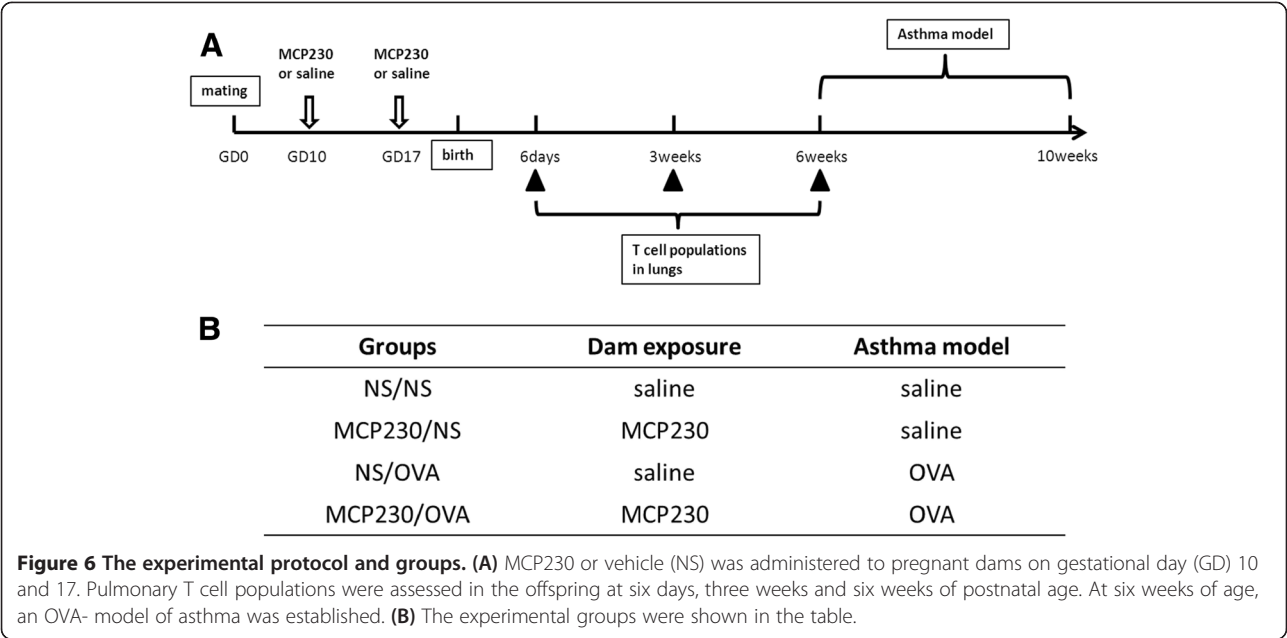 A
Asthma model
MCP230
or saline
MCP230
or saline
mating
GD0
GD10
GD17
birth
6days
3weeks
6weeks
10weeks
T cell populations
in lungs
B
Groups Dam exposure Asthma model
NS/NS saline saline
MCP230/NS MCP230 saline
NS/OVA saline OVA
MCP230/OVA MCP230 OVA
Figure 6 The experimental protocol and groups. (A) MCP230 or vehicle (NS) was administered to pregnant dams on gestational day (GD) 10
and 17. Pulmonary T cell populations were assessed in the offspring at six days, three weeks and six weeks of postnatal age. At six weeks of age,
an OVA- model of asthma was established. (B) The experimental groups were shown in the table.